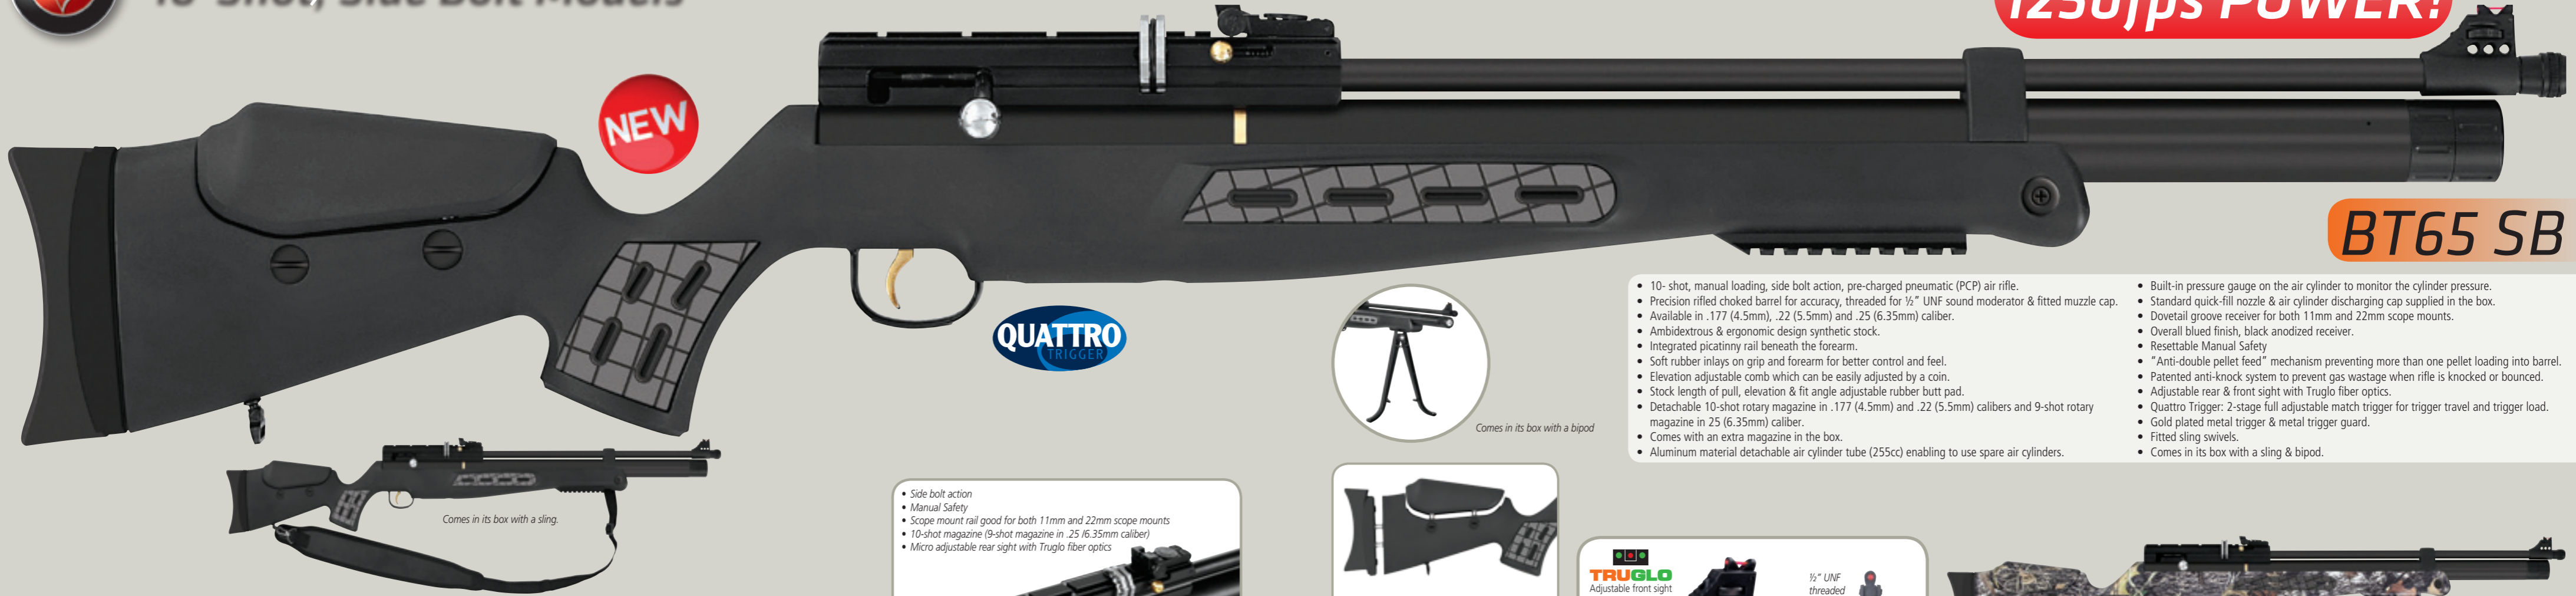 10-Shot, Side Bolt Models
1250fps POWER!
NEW
BT65 SB
QUATTRO
TRIGGER
• 10- shot, manual loading, side bolt action, pre-charged pneumatic (PCP) air rifle.
• Precision rifled choked barrel for accuracy, threaded for ½” UNF sound moderator & fitted muzzle cap.
• Available in .177 (4.5mm), .22 (5.5mm) and .25 (6.35mm) caliber.
• Ambidextrous & ergonomic design synthetic stock.
• Integrated picatinny rail beneath the forearm.
• Soft rubber inlays on grip and forearm for better control and feel.
• Elevation adjustable comb which can be easily adjusted by a coin.
• Stock length of pull, elevation & fit angle adjustable rubber butt pad.
• Detachable 10-shot rotary magazine in .177 (4.5mm) and .22 (5.5mm) calibers and 9-shot rotary
magazine in 25 (6.35mm) caliber.
• Comes with an extra magazine in the box.
• Aluminum material detachable air cylinder tube (255cc) enabling to use spare air cylinders.
• Built-in pressure gauge on the air cylinder to monitor the cylinder pressure.
• Standard quick-fill nozzle & air cylinder discharging cap supplied in the box.
• Dovetail groove receiver for both 11mm and 22mm scope mounts.
• Overall blued finish, black anodized receiver.
• Resettable Manual Safety
• “Anti-double pellet feed” mechanism preventing more than one pellet loading into barrel.
• Patented anti-knock system to prevent gas wastage when rifle is knocked or bounced.
• Adjustable rear & front sight with Truglo fiber optics.
• Quattro Trigger: 2-stage full adjustable match trigger for trigger travel and trigger load.
• Gold plated metal trigger & metal trigger guard.
• Fitted sling swivels.
• Comes in its box with a sling & bipod.
Comes in its box with a bipod
Comes in its box with a sling.
• Side bolt action
• Manual Safety
• Scope mount rail good for both 11mm and 22mm scope mounts
• 10-shot magazine (9-shot magazine in .25 /6.35mm caliber)
• Micro adjustable rear sight with Truglo fiber optics
TRUGLO
Adjustable front sight
½” UNF
threaded